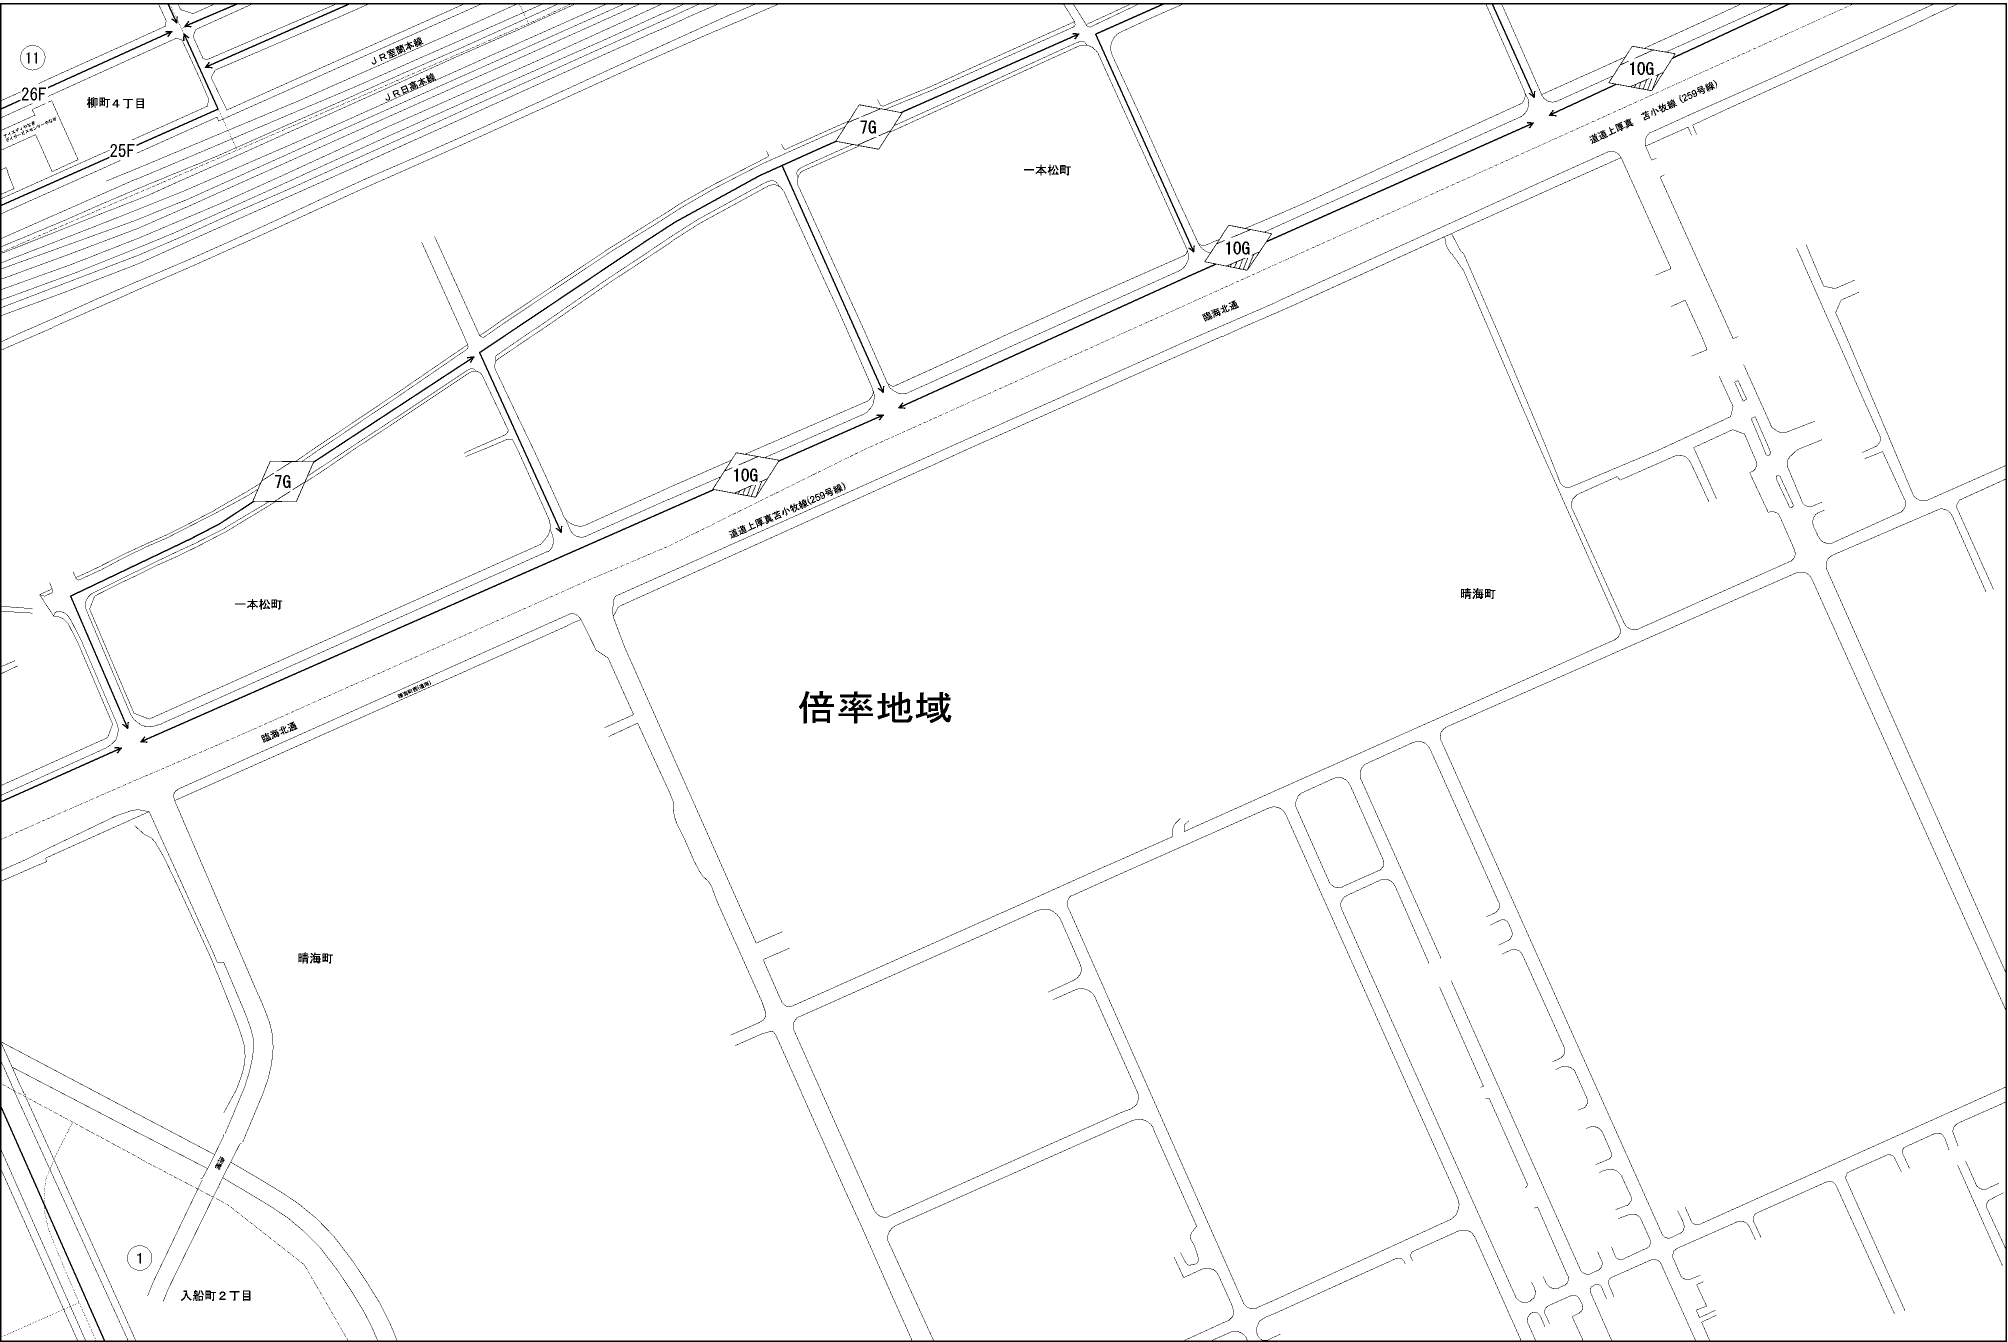 11
26F
柳町４丁目
25F
ＪＲ室蘭本線
ＪＲ日高本線
7G
一本松町
10G
道道上厚真　苫小牧線(259号線)
10G
臨海北通
7G
10G
道道上厚真苫小牧線(259号線)
一本松町
晴海町
倍率地域
臨海北通
晴海町
1
入船町２丁目